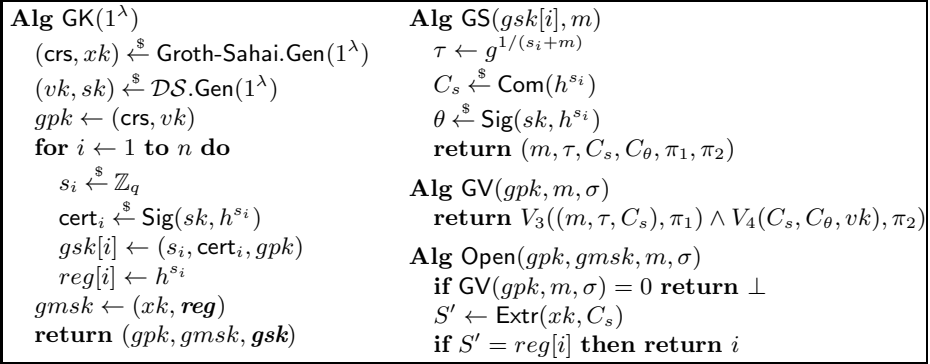 Alg GK(1^λ)
(crs, xk) ←$ Groth-Sahai.Gen(1^λ)
(vk, sk) ←$ 𝒟𝒮.Gen(1^λ)
gpk ← (crs, vk)
for i ← 1 to n do
s_i ←$ ℤ_q
cert_i ←$ Sig(sk, h^{s_i})
gsk[i] ← (s_i, cert_i, gpk)
reg[i] ← h^{s_i}
gmsk ← (xk, reg)
return (gpk, gmsk, gsk)
Alg GS(gsk[i], m)
τ ← g^{1/(s_i+m)}
C_s ←$ Com(h^{s_i})
θ ←$ Sig(sk, h^{s_i})
return (m, τ, C_s, C_θ, π_1, π_2)
Alg GV(gpk, m, σ)
return V_3((m, τ, C_s), π_1) ∧ V_4(C_s, C_θ, vk), π_2)
Alg Open(gpk, gmsk, m, σ)
if GV(gpk, m, σ) = 0 return ⊥
S′ ← Extr(xk, C_s)
if S′ = reg[i] then return i